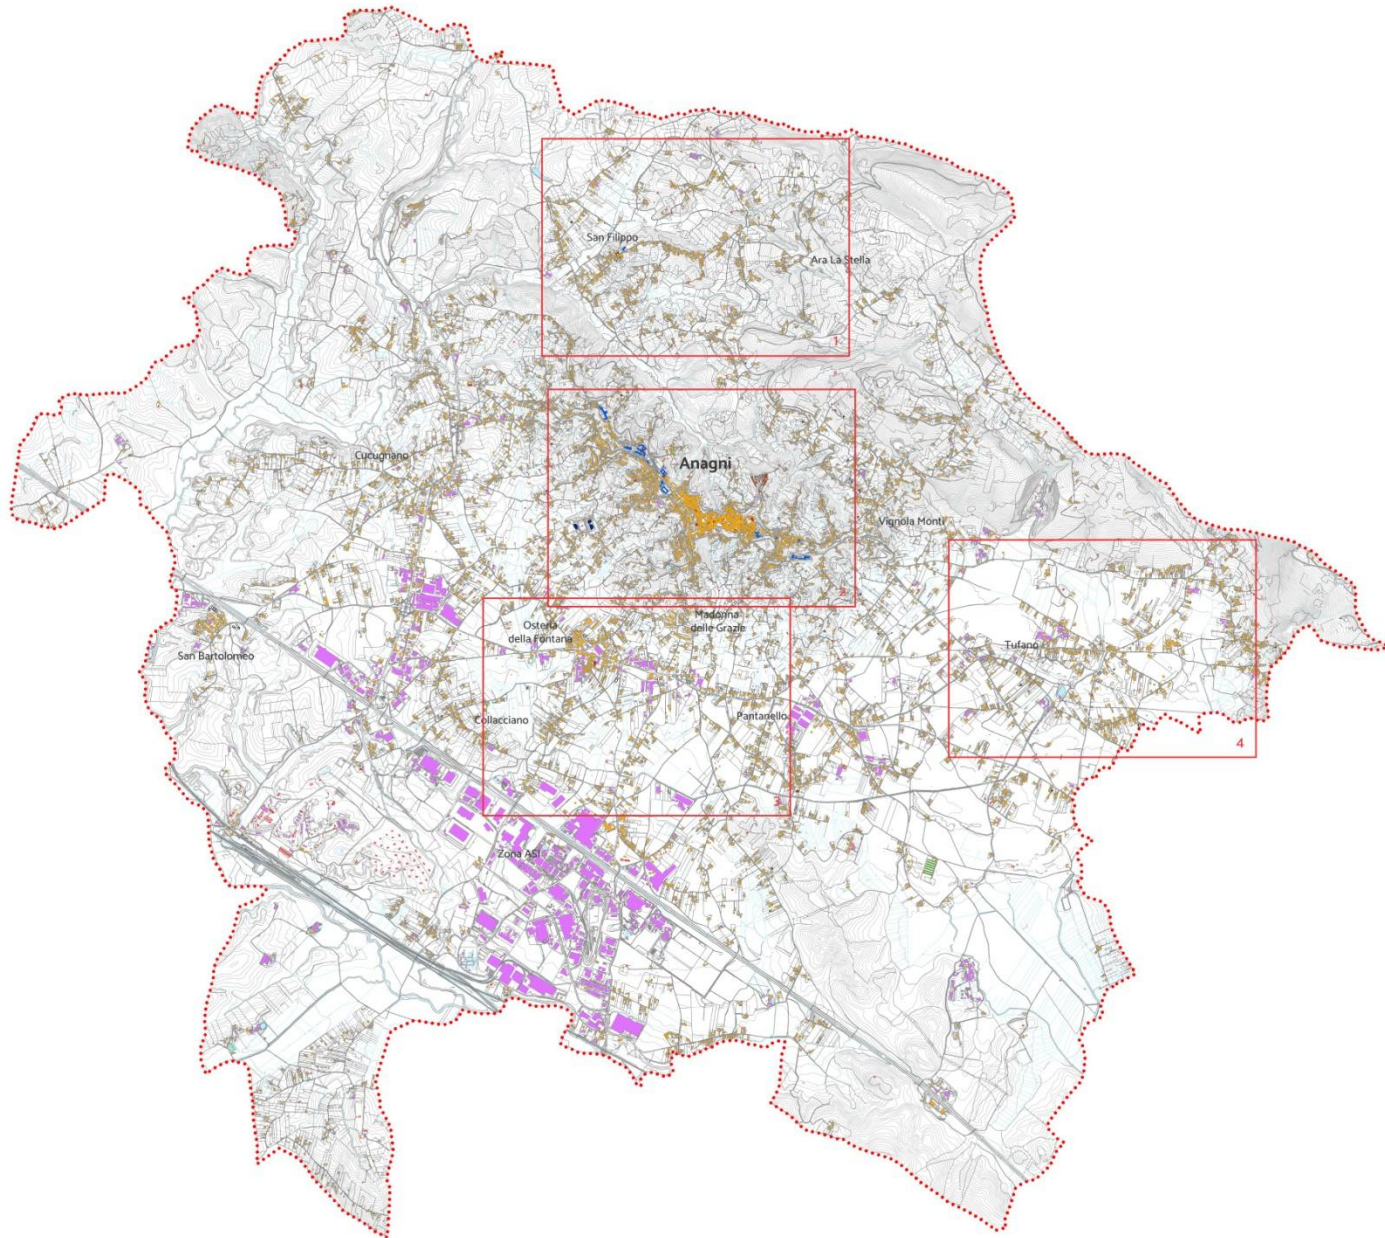 San Filippo
Ara La Stella
1
Cucugnano
Anagni
Vignola Monti
2
Osteria
della Fontana
Madonna
delle Grazie
San Bartolomeo
Tufano
Collacciano
Pantanello
4
3
Zona ASI